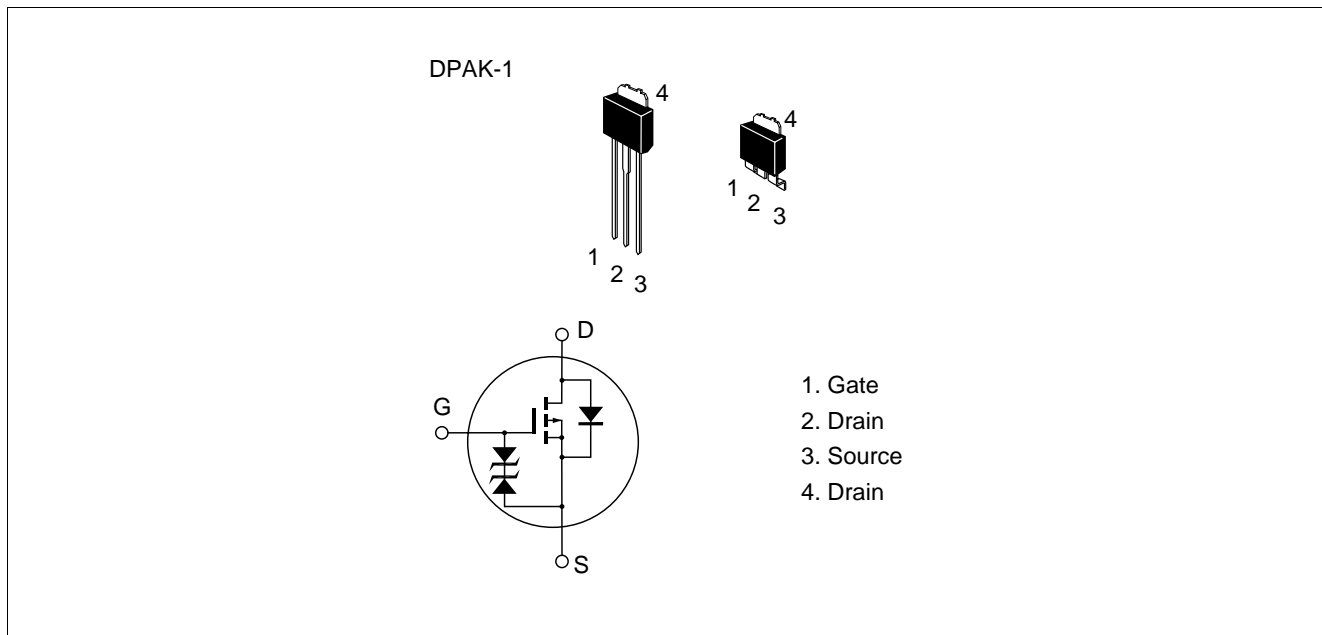 DPAK-1
4
4
1
2
3
1
2
3
D
G
S
1. Gate
2. Drain
3. Source
4. Drain